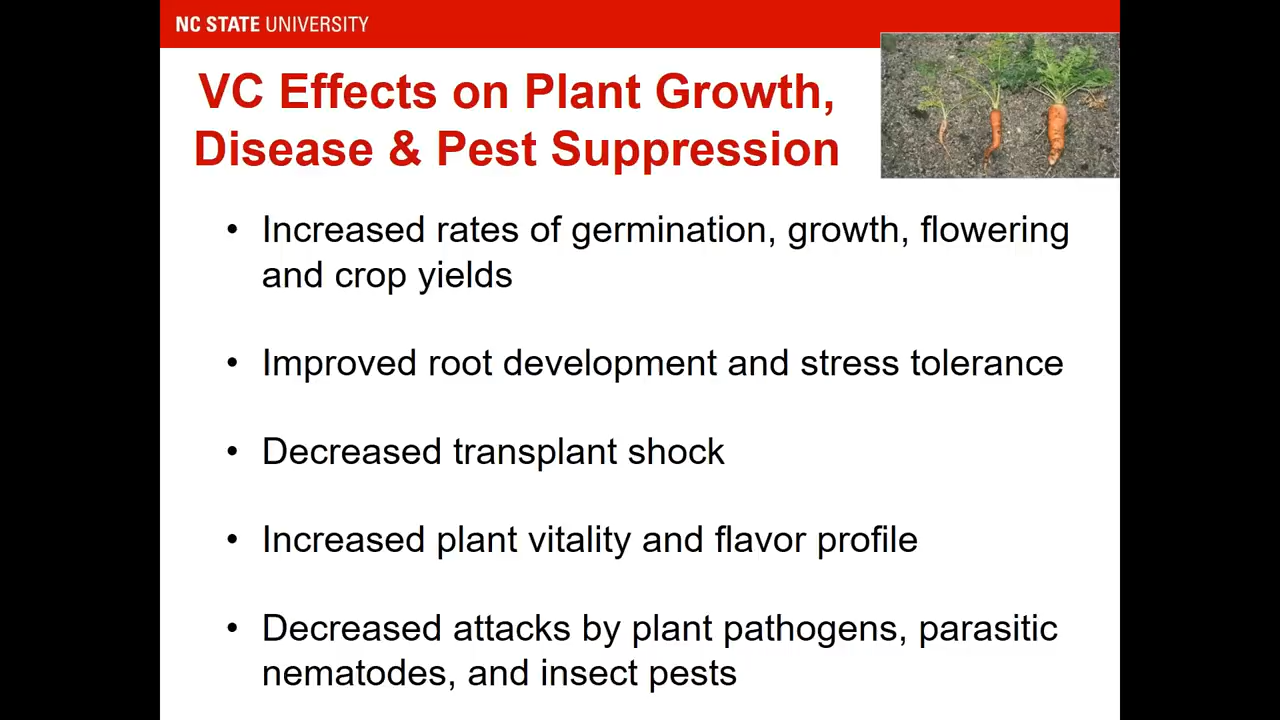 NC STATE UNIVERSITY
VC Effects on Plant Growth,
Disease & Pest Suppression
• Increased rates of germination, growth, flowering
and crop yields
• Improved root development and stress tolerance
• Decreased transplant shock
• Increased plant vitality and flavor profile
• Decreased attacks by plant pathogens, parasitic
nematodes, and insect pests